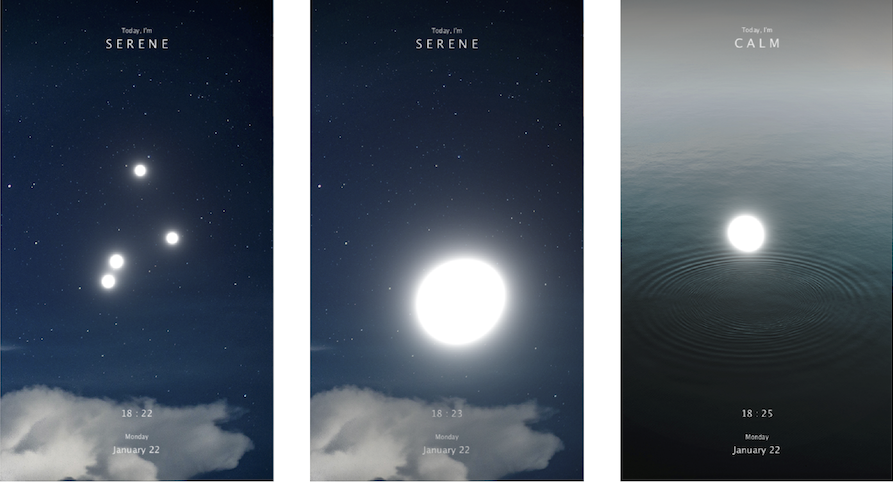 Today, I'm
SERENE
18 : 22
Monday
January 22
Today, I'm
SERENE
18 : 23
Monday
January 22
Today, I'm
CALM
18 : 25
Monday
January 22